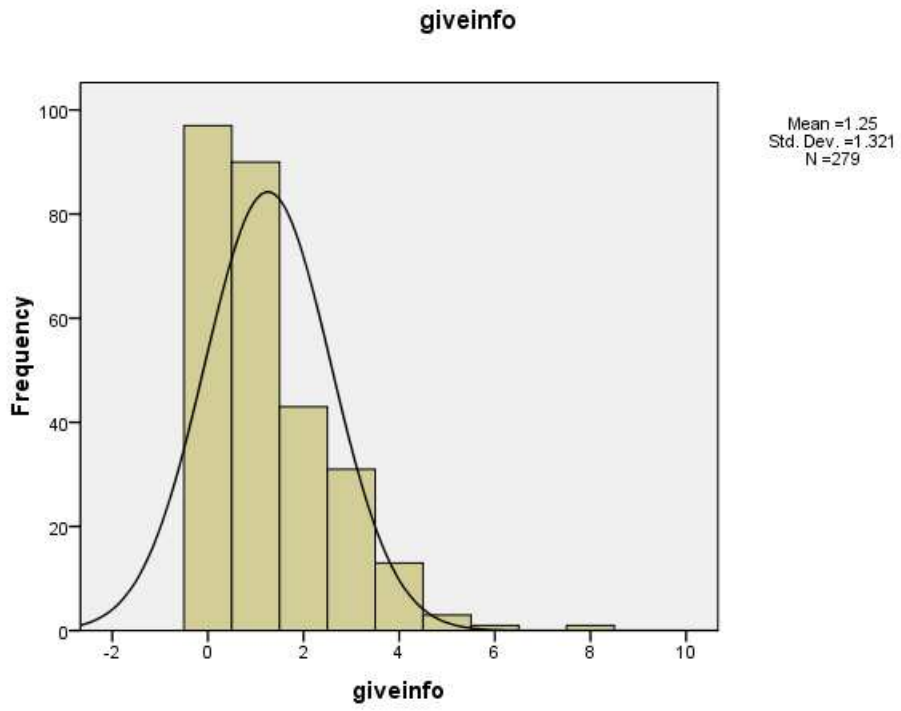 giveinfo
Mean =1.25
Std. Dev. =1.321
N =279
Frequency
100
80
60
40
20
0
-2 0 2 4 6 8 10
giveinfo